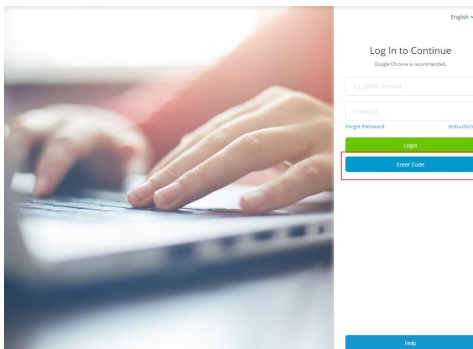 English
Log In to Continue
Google Chrome is recommended.
Password
Forgot Password
Instruction
Login
Enter Code
Help